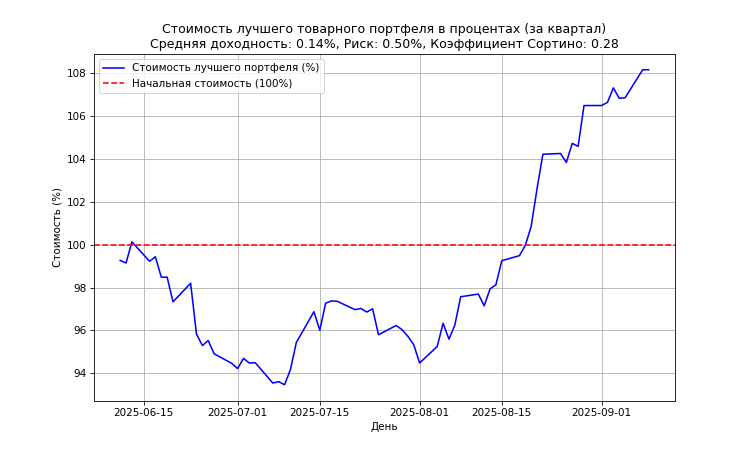 Стоимость лучшего товарного портфеля в процентах (за квартал)
Средняя доходность: 0.14%, Риск: 0.50%, Коэффициент Сортино: 0.28
Стоимость лучшего портфеля (%)
Начальная стоимость (100%)
Стоимость (%)
108
106
104
102
100
98
96
94
2025-06-15
2025-07-01
2025-07-15
2025-08-01
2025-08-15
2025-09-01
День